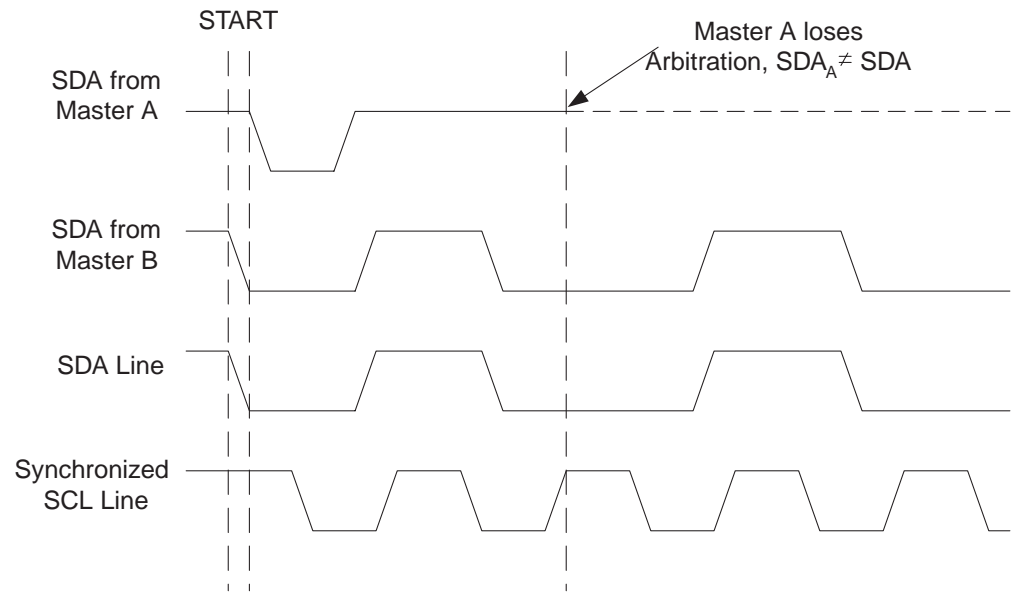 START
Master A loses
Arbitration, SDA_A ≠ SDA
SDA from
Master A
SDA from
Master B
SDA Line
Synchronized
SCL Line